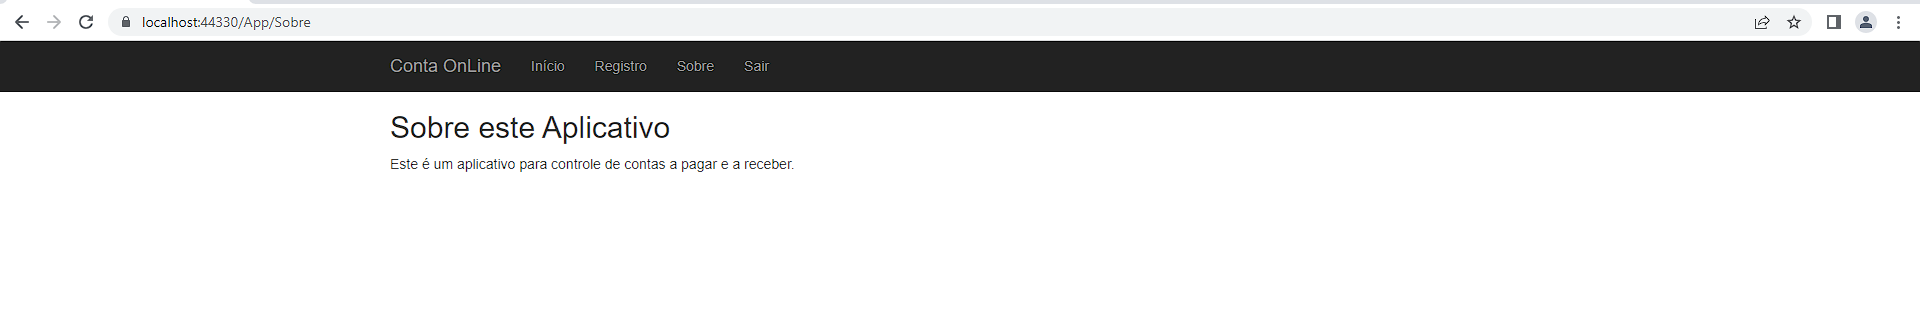 localhost:44330/App/Sobre
Conta OnLine Início Registro Sobre Sair
Sobre este Aplicativo
Este é um aplicativo para controle de contas a pagar e a receber.